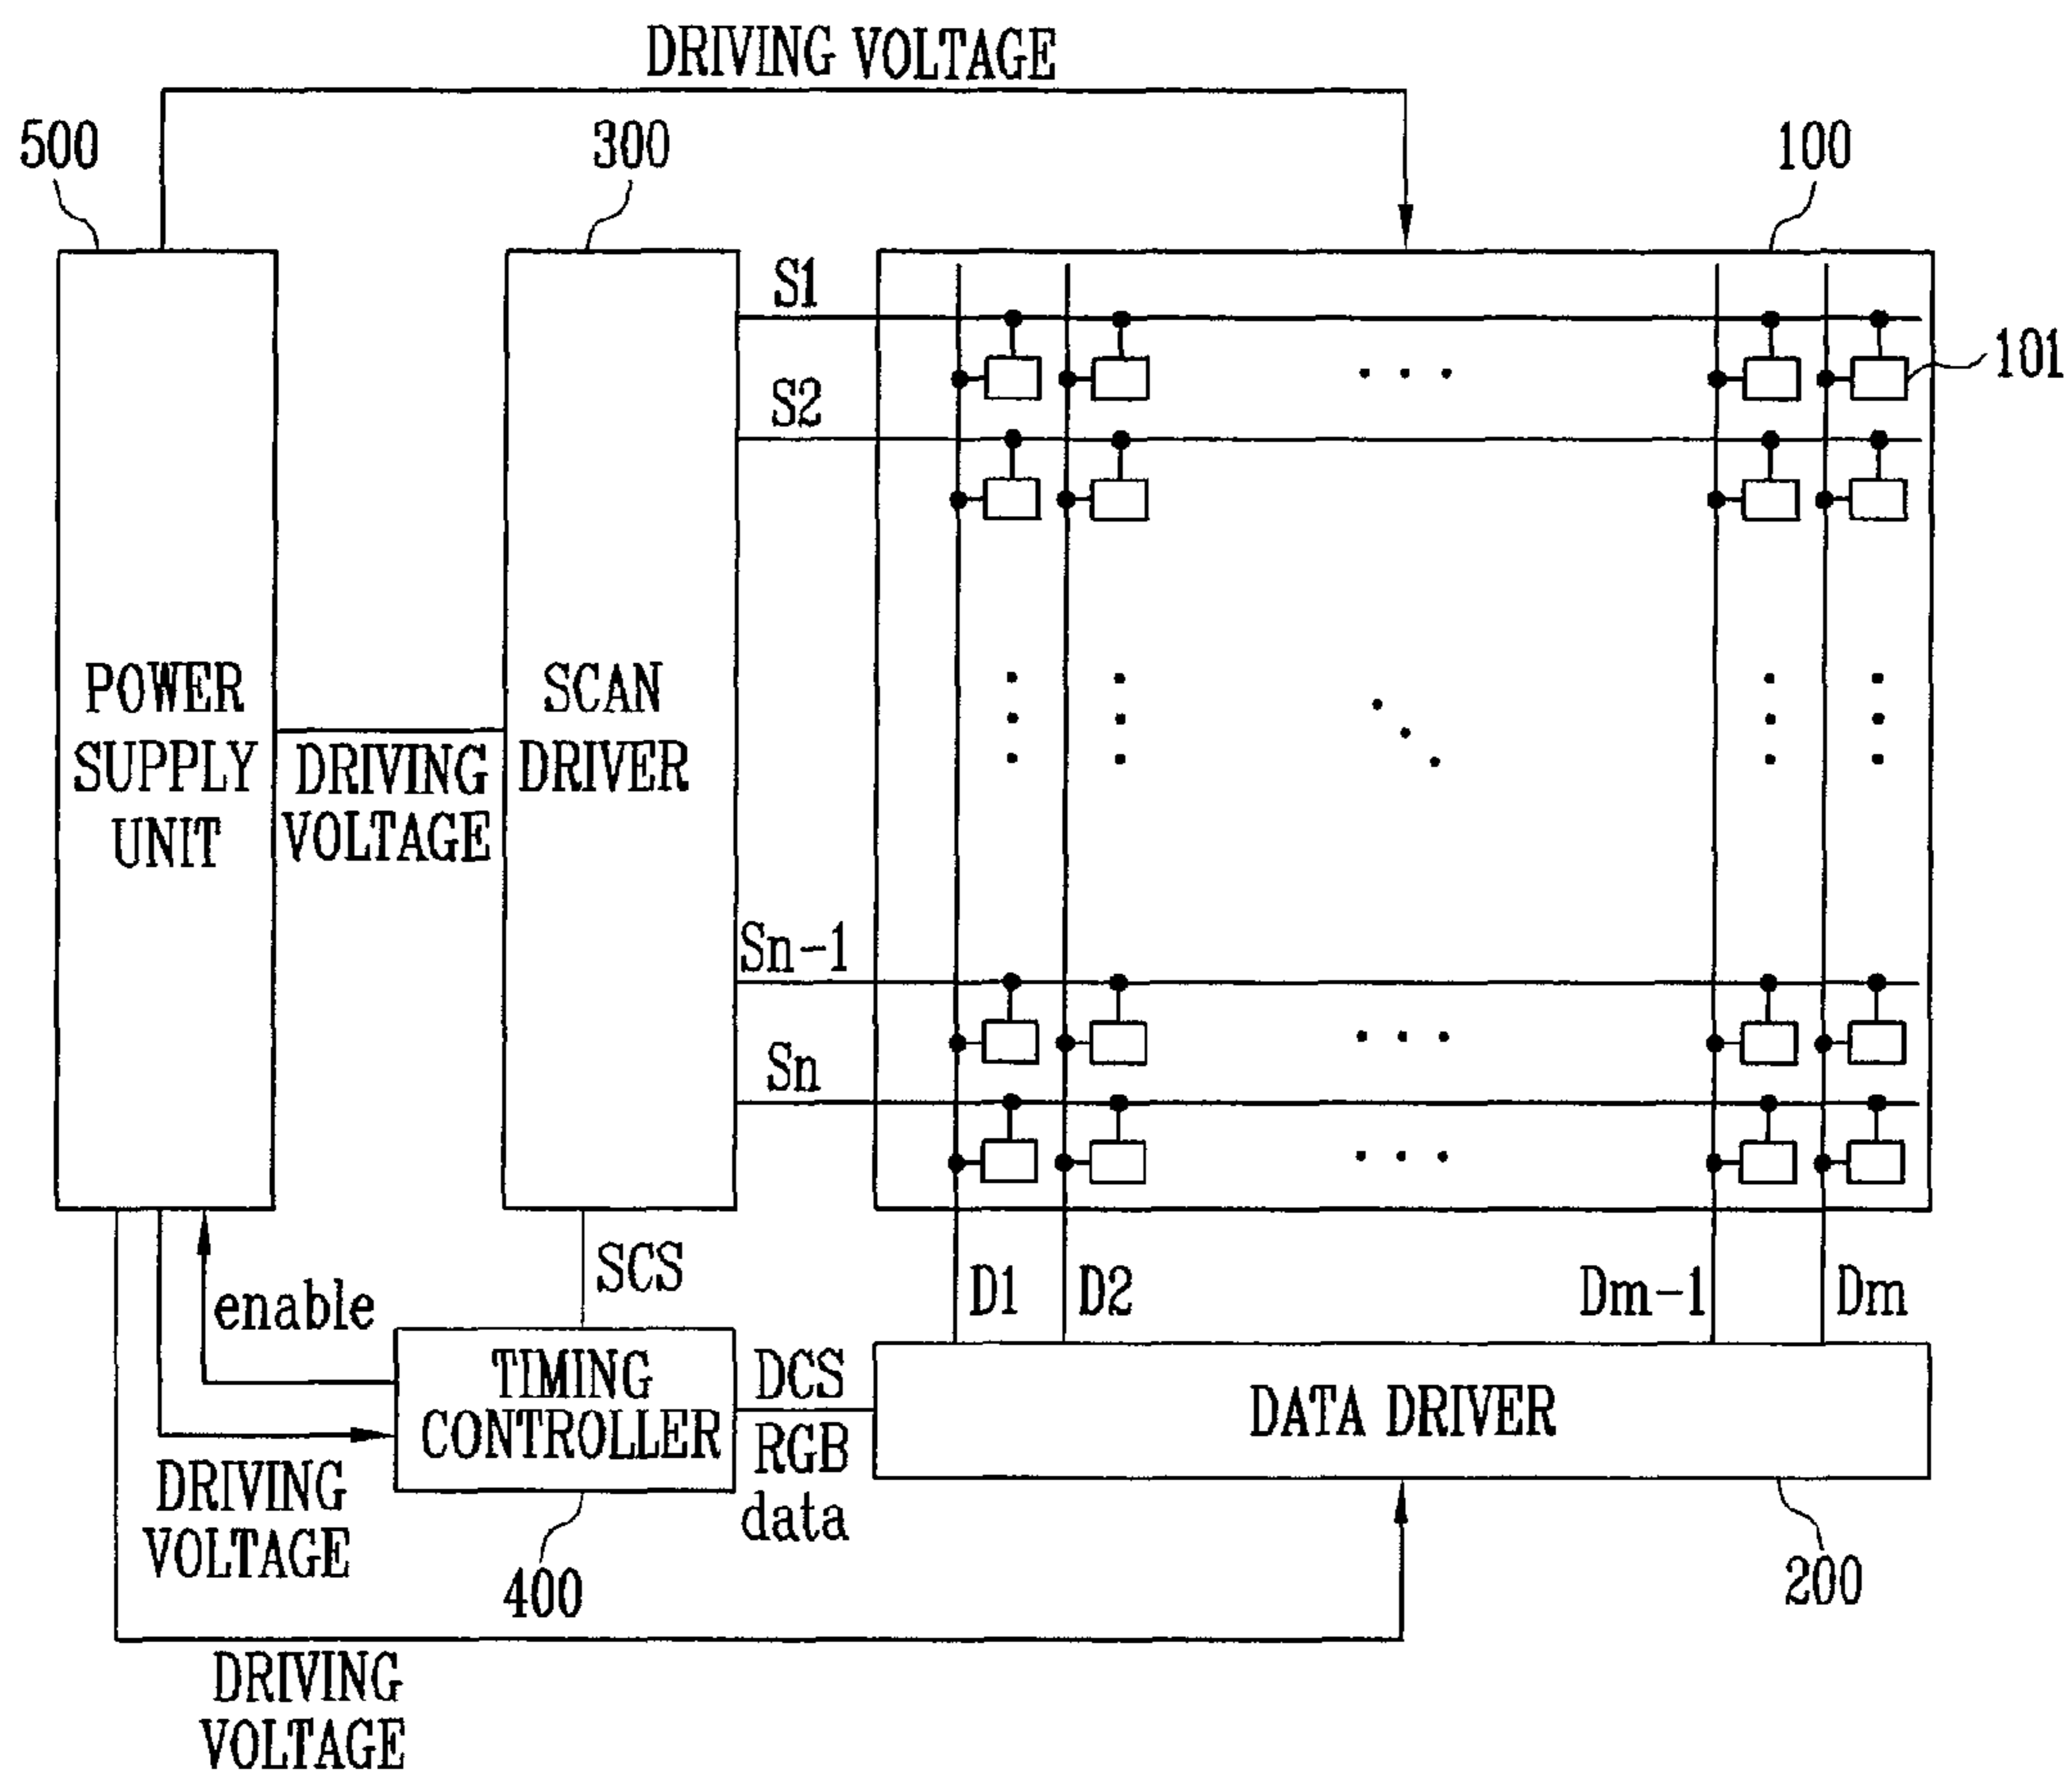 DRIVING VOLTAGE
500
300
100
S1
101
S2
POWER
SUPPLY
UNIT
DRIVING
VOLTAGE
SCAN
DRIVER
Sn-1
Sn
enable
SCS
D1
D2
Dm-1
Dm
TIMING
CONTROLLER
DCS
RGB
data
DATA DRIVER
DRIVING
VOLTAGE
400
200
DRIVING
VOLTAGE